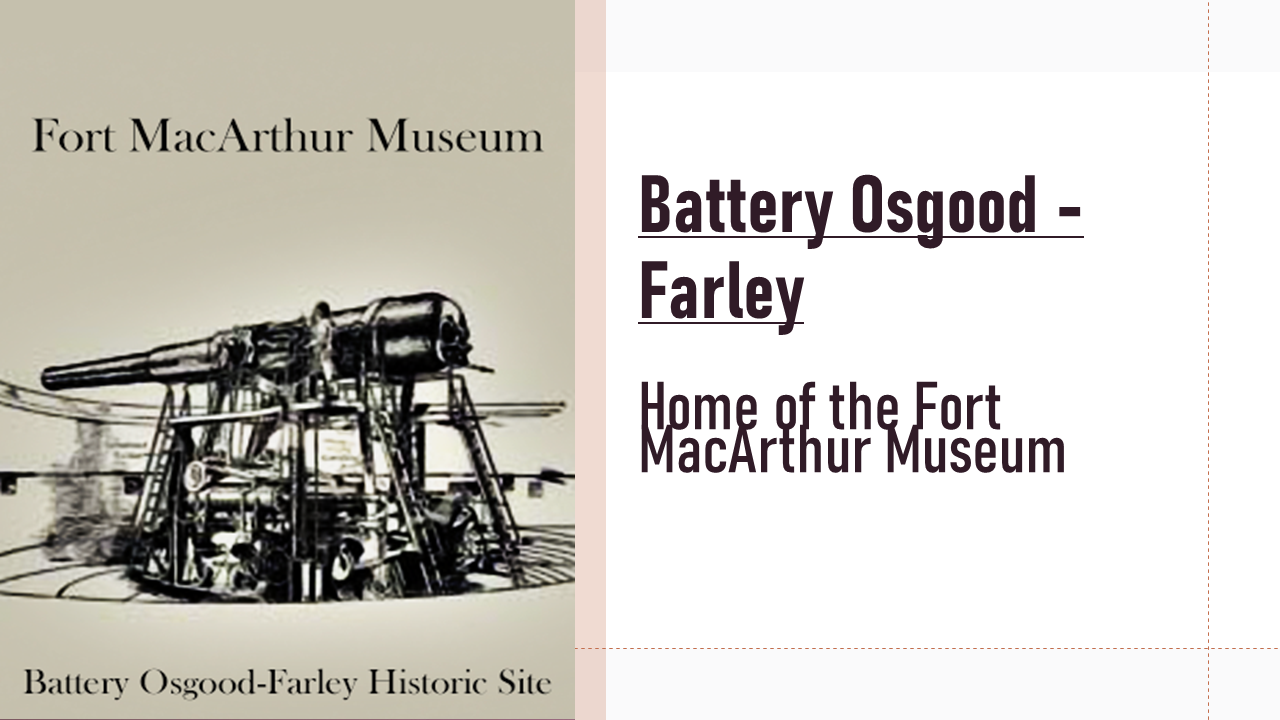 Fort MacArthur Museum
Battery Osgood-Farley Historic Site
Battery Osgood -
Farley
Home of the Fort
MacArthur Museum